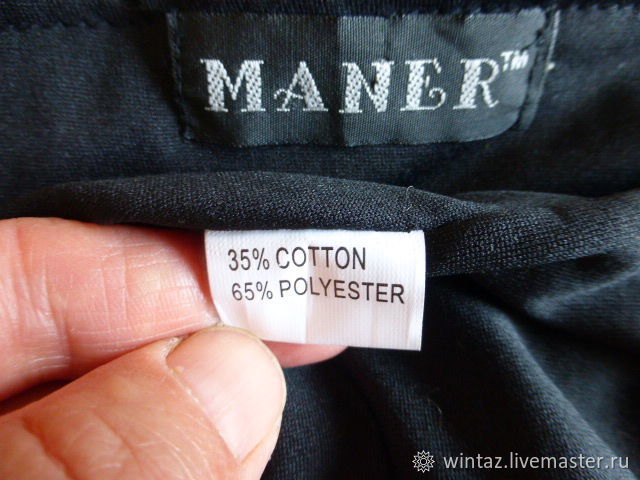 MANER™
35% COTTON
65% POLYESTER
wintaz.livemaster.ru